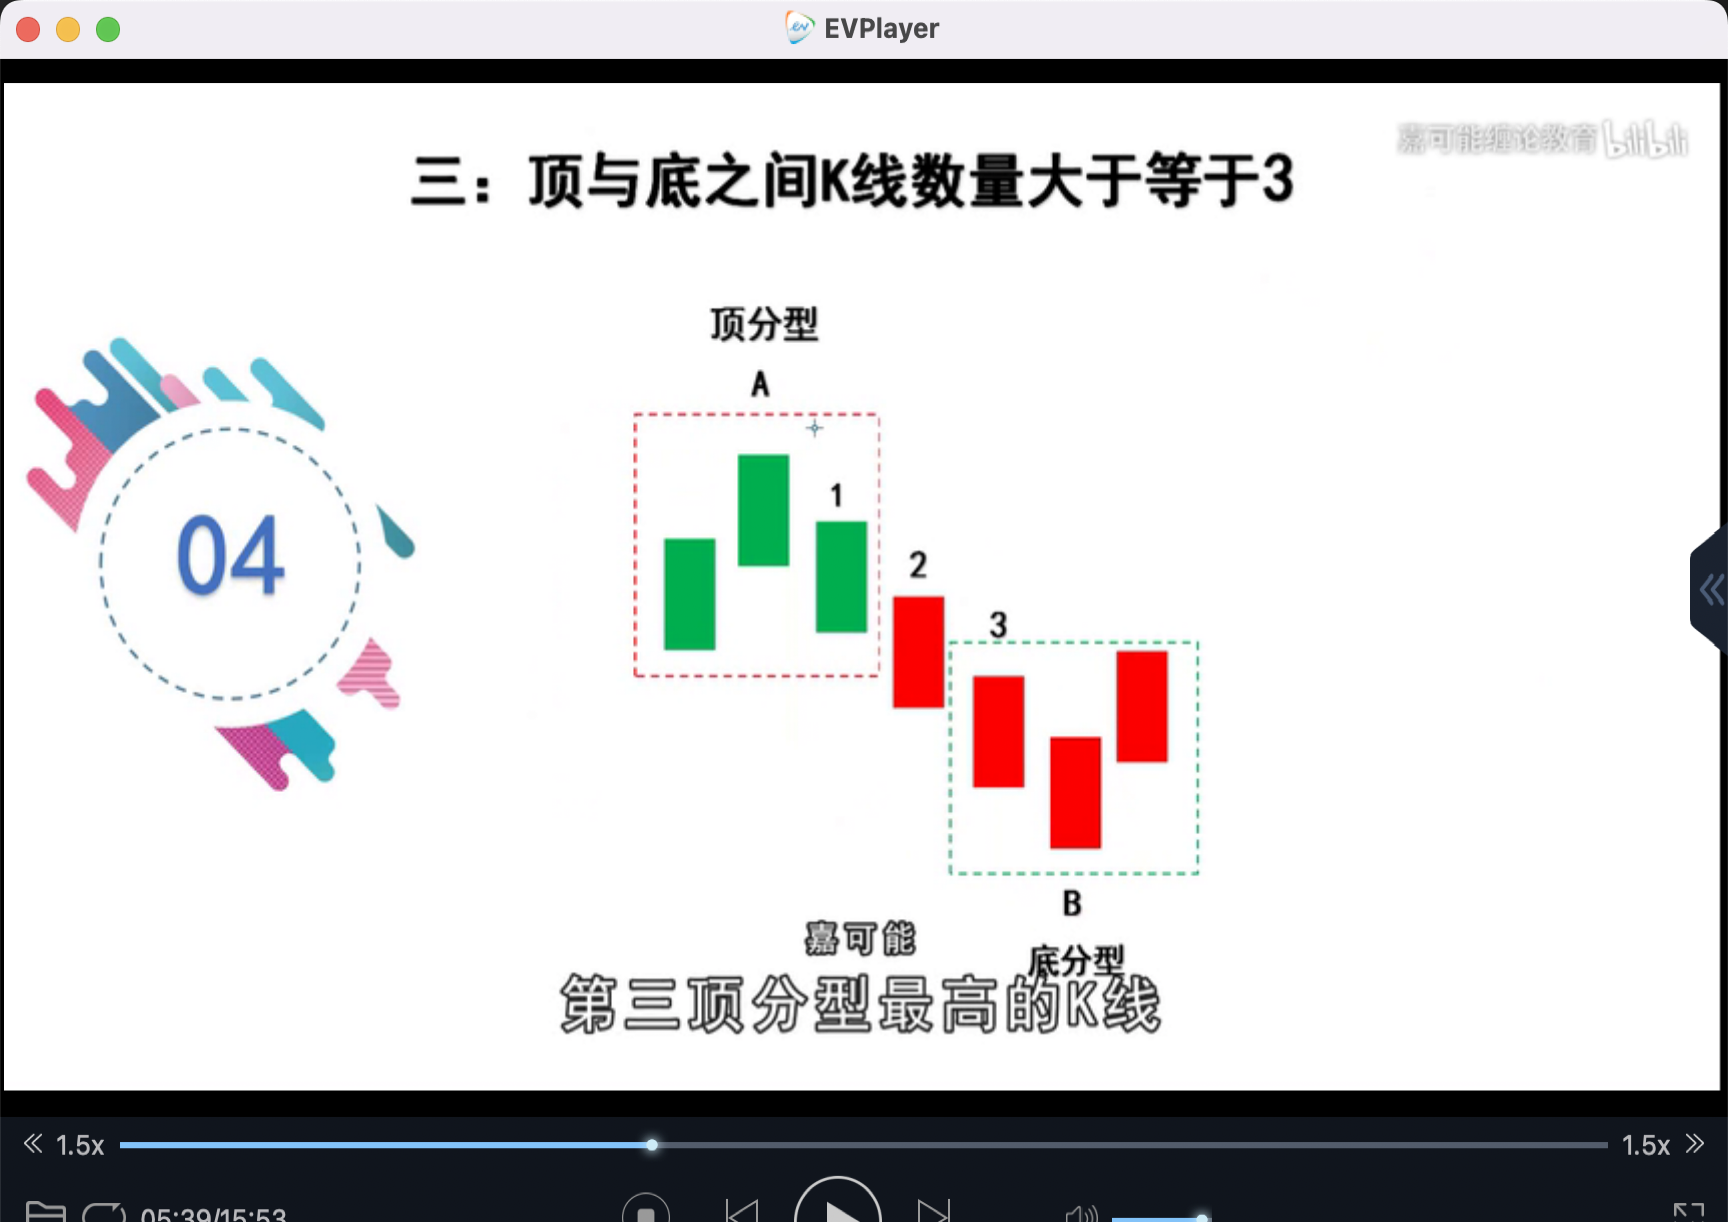 EVPlayer
嘉可能缠论教育 bilibili
三：顶与底之间K线数量大于等于3
顶分型
A
1
2
3
04
B
嘉可能
底分型
第三顶分型最高的K线
1.5x
1.5x
05:39/15:53